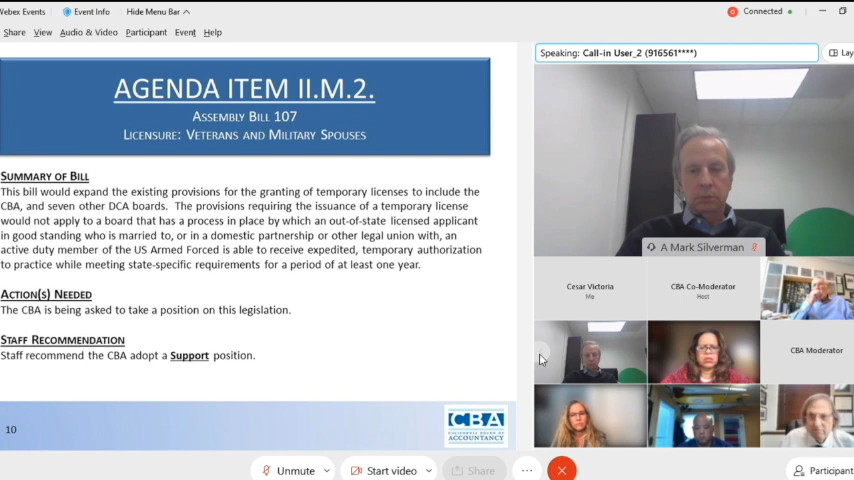 Webex Events
Event Info
Hide Menu Bar
Connected
Share View Audio & Video Participant Event Help
Speaking: Call-in User_2 (916561****)
Lay
AGENDA ITEM II.M.2.
ASSEMBLY BILL 107
LICENSURE: VETERANS AND MILITARY SPOUSES
SUMMARY OF BILL
This bill would expand the existing provisions for the granting of temporary licenses to include the
CBA, and seven other DCA boards. The provisions requiring the issuance of a temporary license
would not apply to a board that has a process in place by which an out-of-state licensed applicant
in good standing who is married to, or in a domestic partnership or other legal union with, an
active duty member of the US Armed Forced is able to receive expedited, temporary authorization
to practice while meeting state-specific requirements for a period of at least one year.
ACTION(S) NEEDED
The CBA is being asked to take a position on this legislation.
STAFF RECOMMENDATION
Staff recommend the CBA adopt a Support position.
10
CBA
CALIFORNIA BOARD OF
ACCOUNTANCY
A Mark Silverman
Cesar Victoria
Me
CBA Co-Moderator
Host
CBA Moderator
Unmute
Start video
Share
Participant